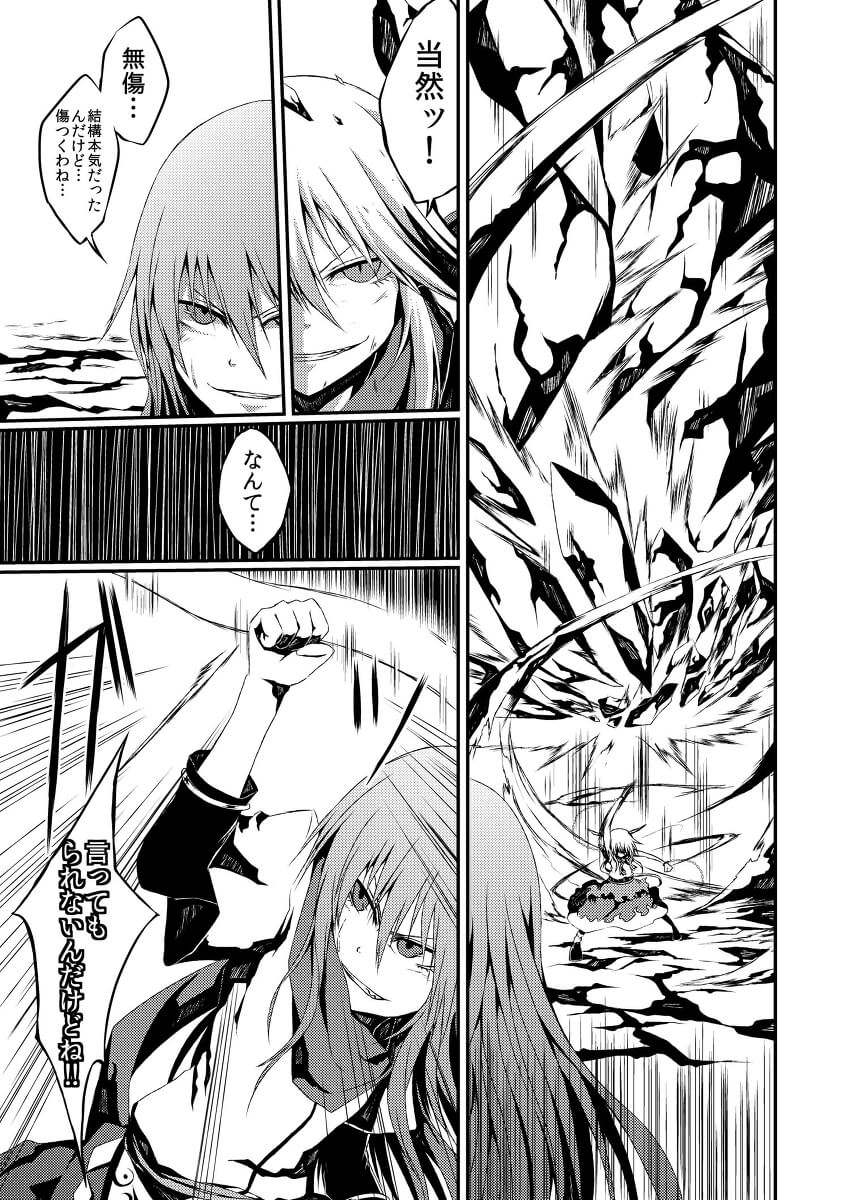 当然ッ！
無傷…
結構本気だった
んだけど…
傷つくわね…
なんて…
言っても
られないんだけどね!!